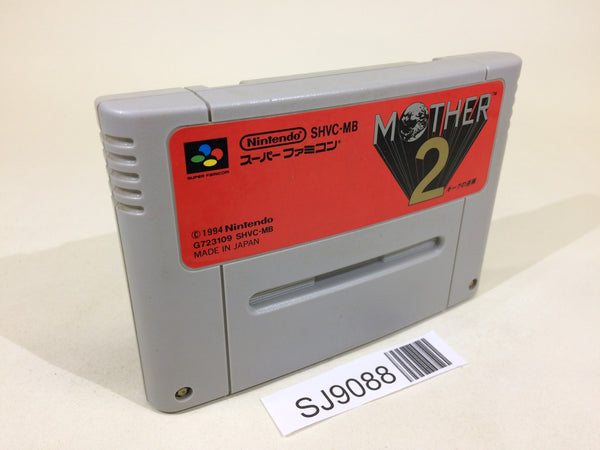 SUPER FAMICOM
Nintendo SHVC-MB
スーパーファミコン
MOTHER
2
ギーグの逆襲
© 1994 Nintendo
G723109 SHVC-MB
MADE IN JAPAN
SJ9088